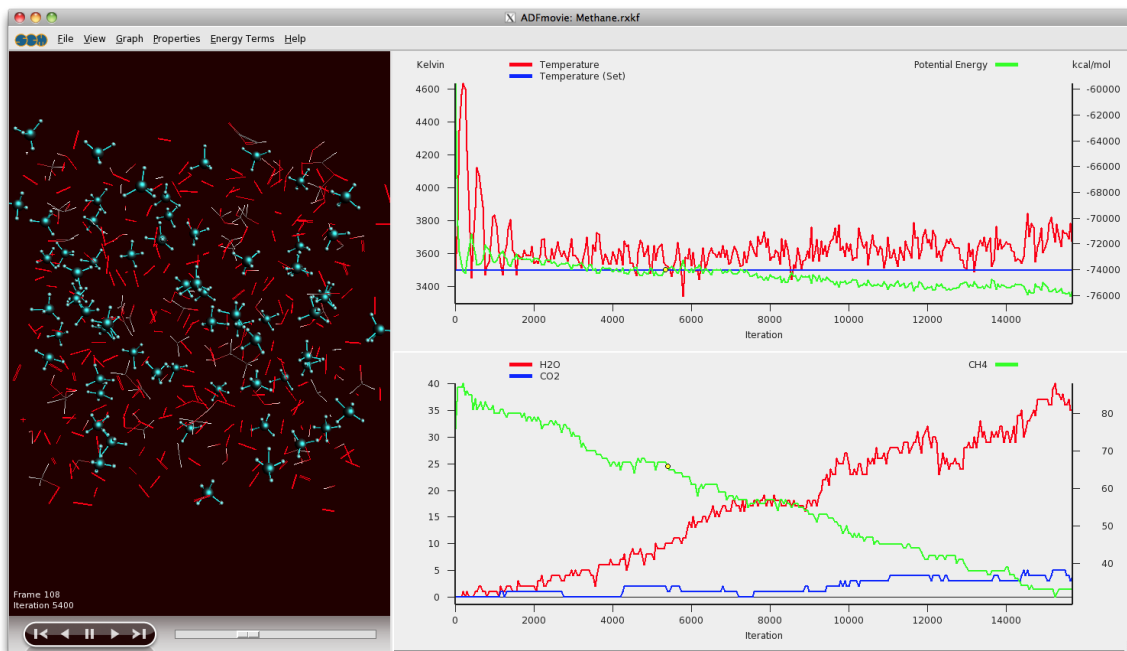 ADFmovie: Methane.rxkf
SCM File View Graph Properties Energy Terms Help
Kelvin Temperature Potential Energy kcal/mol
Temperature (Set)
4600 -60000
4400 -62000
4200 -64000
4000 -66000
3800 -68000
3600 -70000
3400 -72000
-74000
-76000
0 2000 4000 6000 8000 10000 12000 14000
Iteration
H2O CH4
CO2
40
35 80
30 70
25 60
20 50
15 40
10
5
0
0 2000 4000 6000 8000 10000 12000 14000
Iteration
Frame 108
Iteration 5400